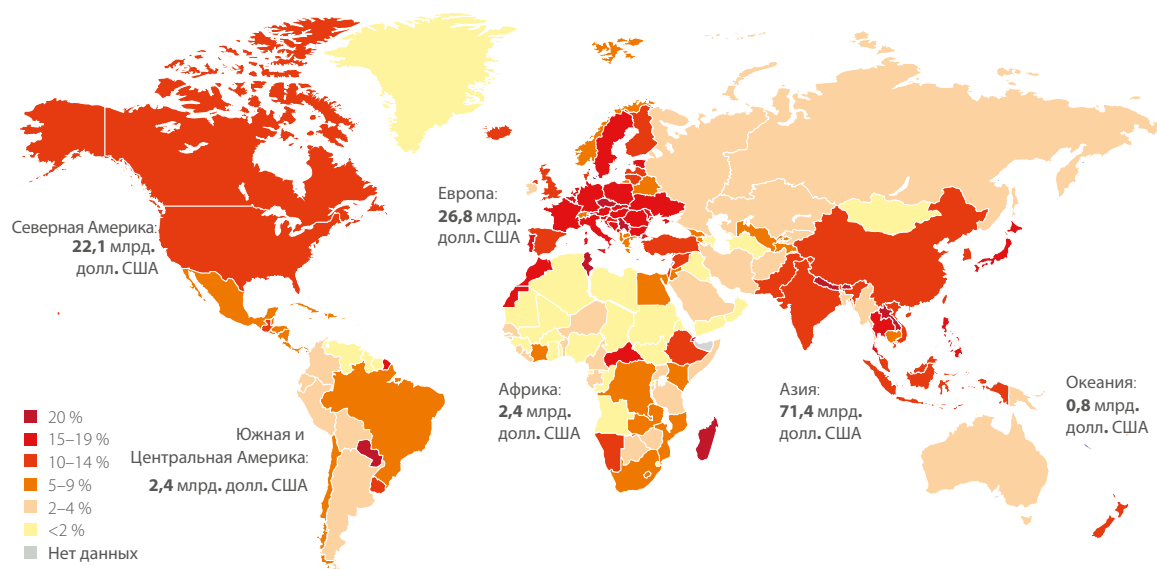 Северная Америка:
22,1 млрд.
долл. США
Европа:
26,8 млрд.
долл. США
Африка:
2,4 млрд.
долл. США
Азия:
71,4 млрд.
долл. США
Океания:
0,8 млрд.
долл. США
Южная и
Центральная Америка:
2,4 млрд. долл. США
20 %
15–19 %
10–14 %
5–9 %
2–4 %
<2 %
Нет данных